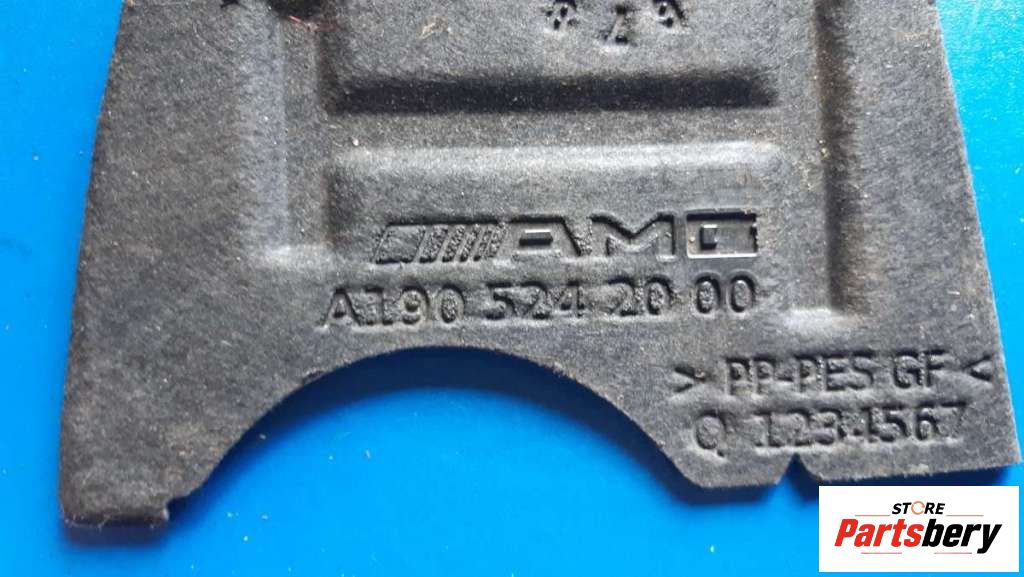 AMG
A190 524 20 00
> PP-PES GF <
Q 1234567
STORE
Partsbery